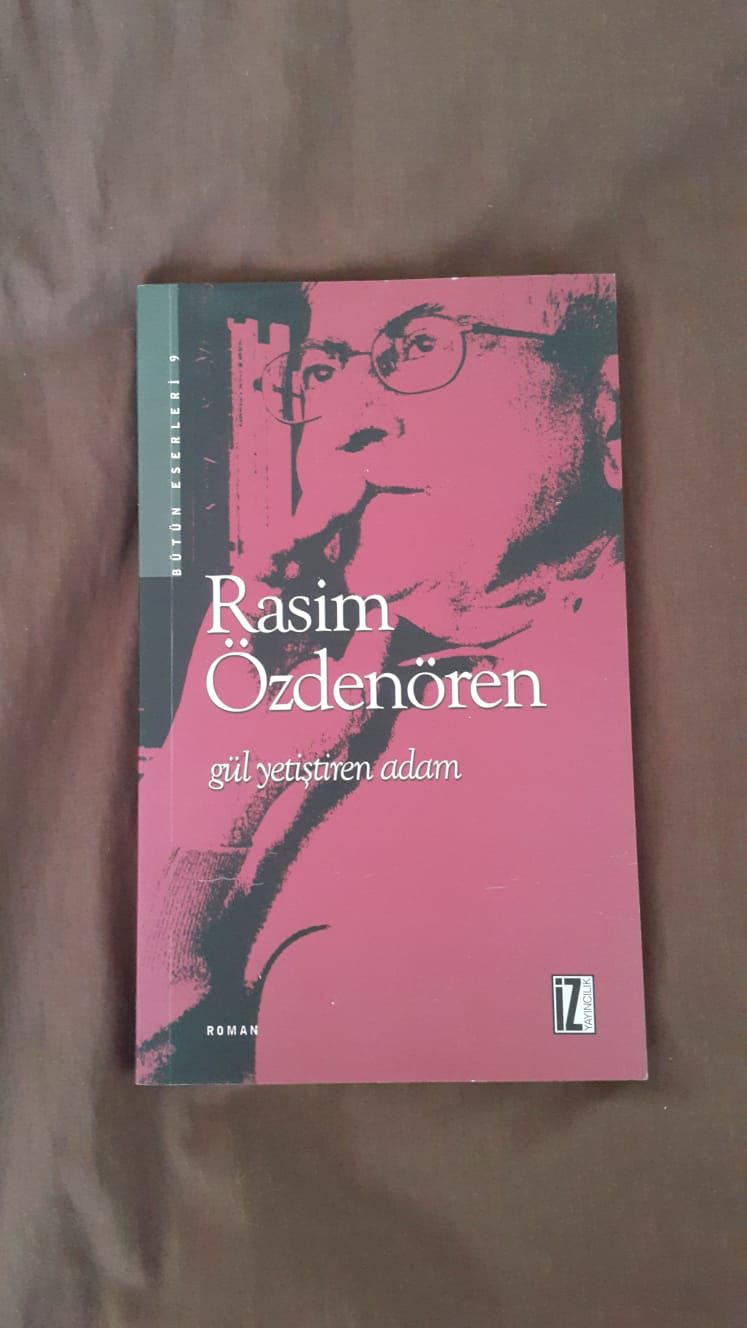 BÜTÜN ESERLERİ 9
Rasim
Özdenören
gül yetiştiren adam
ROMAN
İZ
YAYINCILIK